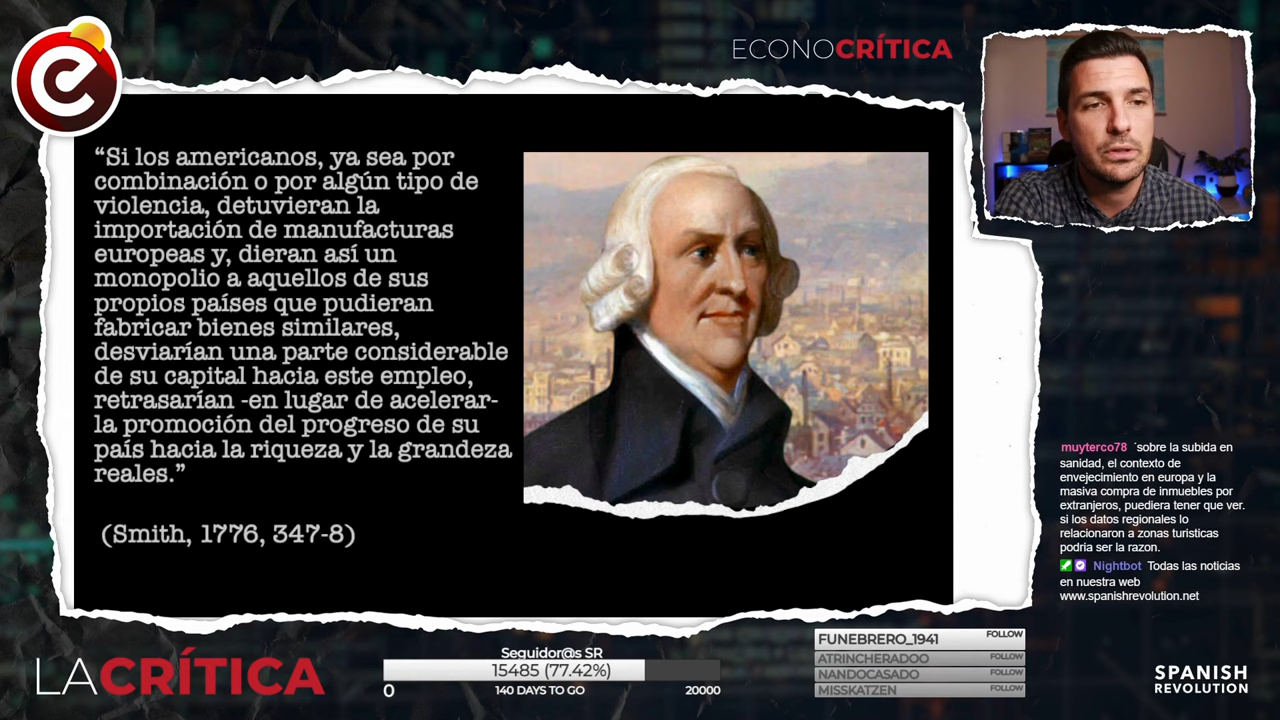 ECONOCRÍTICA
“Si los americanos, ya sea por
combinación o por algún tipo de
violencia, detuvieran la
importación de manufacturas
europeas y, dieran así un
monopolio a aquellos de sus
propios países que pudieran
fabricar bienes similares,
desviarían una parte considerable
de su capital hacia este empleo,
retrasarían -en lugar de acelerar-
la promoción del progreso de su
país hacia la riqueza y la grandeza
reales.”
(Smith, 1776, 347-8)
muyterco78 ´sobre la subida en
sanidad, el contexto de
envejecimiento en europa y la
masiva compra de inmuebles por
extranjeros, puediera tener que ver.
si los datos regionales lo
relacionaron a zonas turisticas
podria ser la razon.
Nightbot Todas las noticias
en nuestra web
www.spanishrevolution.net
LACRÍTICA
Seguidor@s SR
15485 (77.42%)
0 140 DAYS TO GO 20000
FUNEBRERO_1941 FOLLOW
ATRINCHERADOO FOLLOW
NANDOCASADO FOLLOW
MISSKATZEN FOLLOW
SPANISH
REVOLUTION